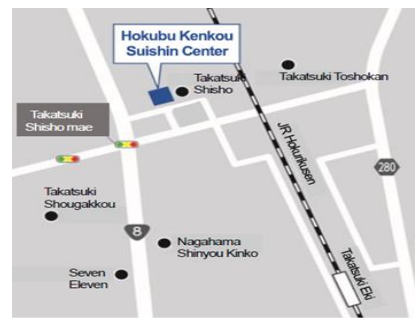 Hokubu Kenkou
Suishin Center
Takatsuki
Shisho
Takatsuki Toshokan
Takatsuki
Shisho mae
JR Hokurikusen
280
Takatsuki
Shougakkou
8
Nagahama
Shinyou Kinko
Takatsuki Eki
Seven
Eleven